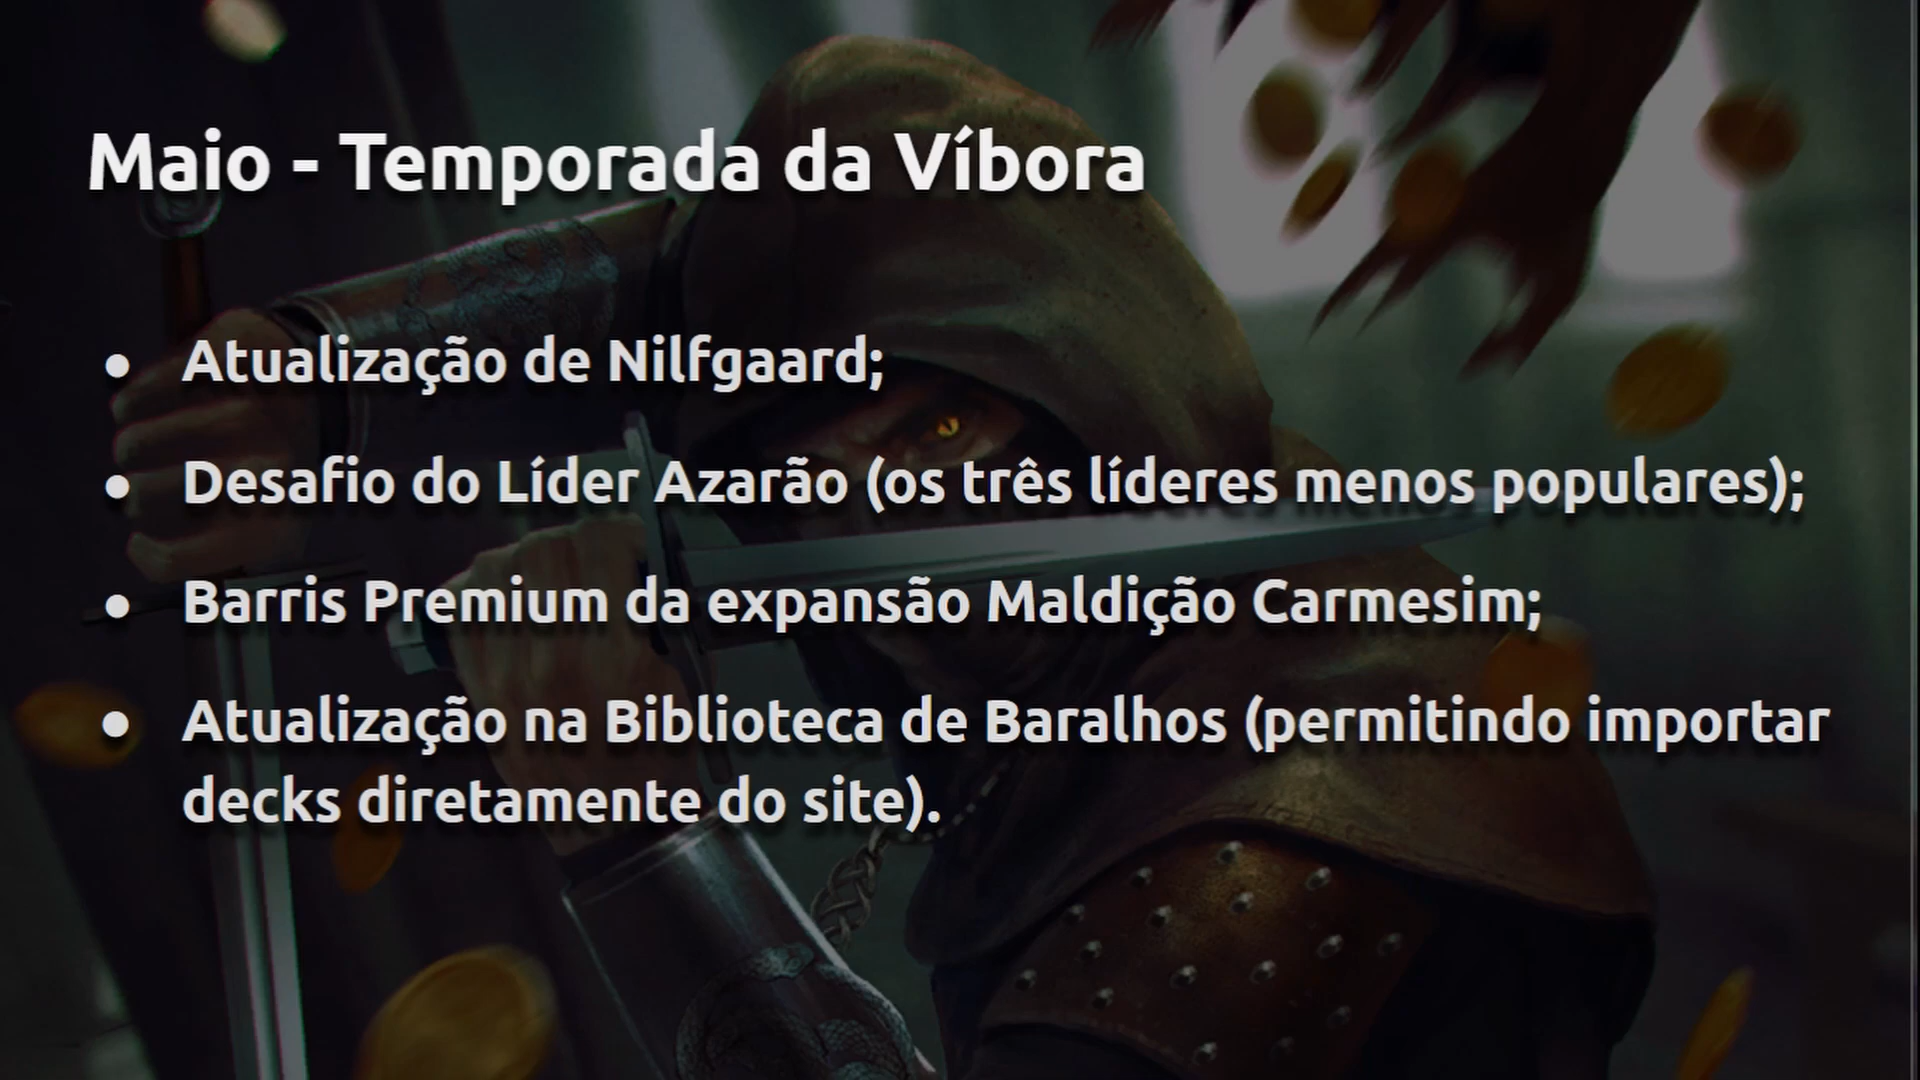 Maio - Temporada da Víbora
● Atualização de Nilfgaard;
● Desafio do Líder Azarão (os três líderes menos populares);
● Barris Premium da expansão Maldição Carmesim;
● Atualização na Biblioteca de Baralhos (permitindo importar
decks diretamente do site).